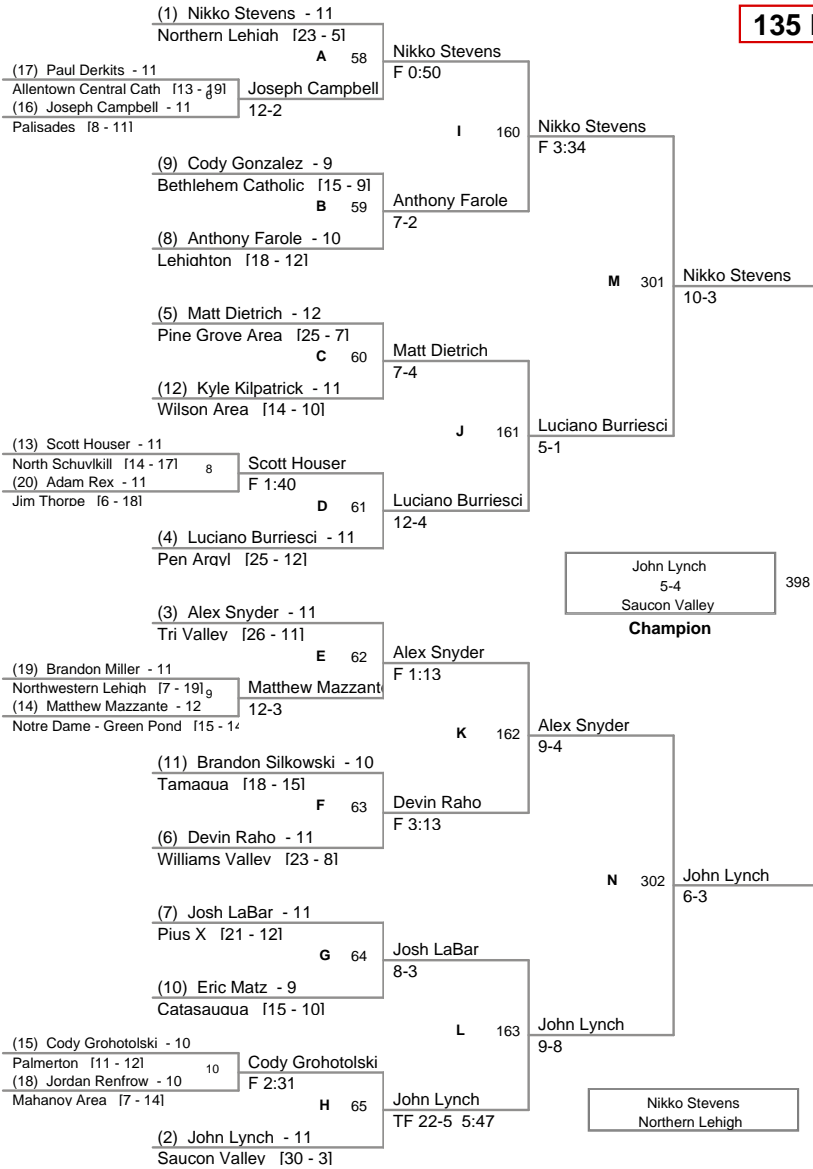 135
(1) Nikko Stevens - 11
Northern Lehigh [23 - 5]
A 58
(17) Paul Derkits - 11
Allentown Central Cath [13 - 19]
6
(16) Joseph Campbell - 11
Palisades [8 - 11]
Joseph Campbell
12-2
Nikko Stevens
F 0:50
I 160
(9) Cody Gonzalez - 9
Bethlehem Catholic [15 - 9]
B 59
(8) Anthony Farole - 10
Lehighton [18 - 12]
Anthony Farole
7-2
Nikko Stevens
F 3:34
M 301
(5) Matt Dietrich - 12
Pine Grove Area [25 - 7]
C 60
(12) Kyle Kilpatrick - 11
Wilson Area [14 - 10]
Matt Dietrich
7-4
J 161
(13) Scott Houser - 11
North Schuylkill [14 - 17]
8
(20) Adam Rex - 11
Jim Thorpe [6 - 18]
Scott Houser
F 1:40
D 61
(4) Luciano Burriesci - 11
Pen Argyl [25 - 12]
Luciano Burriesci
12-4
Luciano Burriesci
5-1
Nikko Stevens
10-3
John Lynch
5-4
Saucon Valley
398
Champion
(3) Alex Snyder - 11
Tri Valley [26 - 11]
E 62
(19) Brandon Miller - 11
Northwestern Lehigh [7 - 19]
9
(14) Matthew Mazzante - 12
Notre Dame - Green Pond [15 - 14
Matthew Mazzante
12-3
Alex Snyder
F 1:13
K 162
(11) Brandon Silkowski - 10
Tamaqua [18 - 15]
F 63
(6) Devin Raho - 11
Williams Valley [23 - 8]
Devin Raho
F 3:13
Alex Snyder
9-4
N 302
(7) Josh LaBar - 11
Pius X [21 - 12]
G 64
(10) Eric Matz - 9
Catasauqua [15 - 10]
Josh LaBar
8-3
L 163
(15) Cody Grohotolski - 10
Palmerton [11 - 12]
10
(18) Jordan Renfrow - 10
Mahanoy Area [7 - 14]
Cody Grohotolski
F 2:31
H 65
(2) John Lynch - 11
Saucon Valley [30 - 3]
John Lynch
TF 22-5 5:47
John Lynch
9-8
John Lynch
6-3
Nikko Stevens
Northern Lehigh